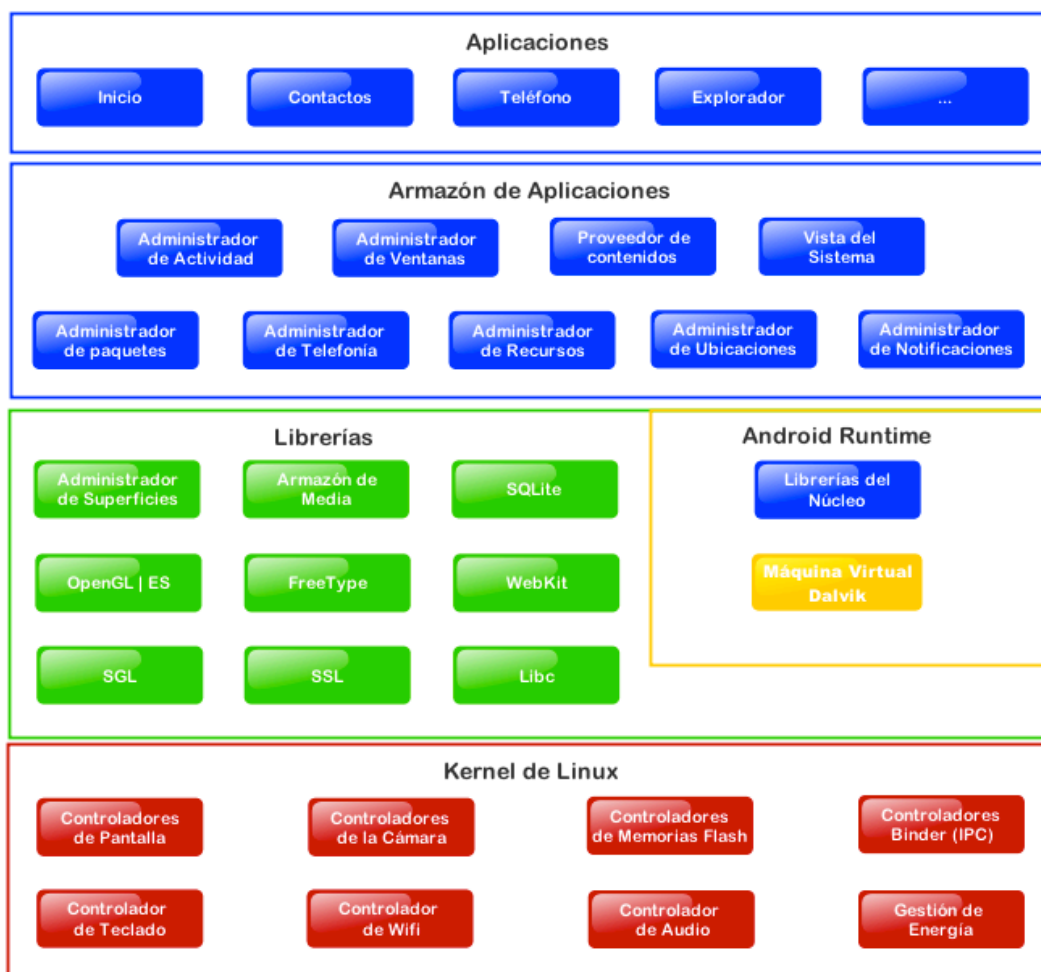 Aplicaciones
Inicio
Contactos
Teléfono
Explorador
...
Armazón de Aplicaciones
Administrador
de Actividad
Administrador
de Ventanas
Proveedor de
contenidos
Vista del
Sistema
Administrador
de paquetes
Administrador
de Telefonía
Administrador
de Recursos
Administrador
de Ubicaciones
Administrador
de Notificaciones
Librerías
Administrador
de Superficies
Armazón de
Media
SQLite
OpenGL | ES
FreeType
WebKit
SGL
SSL
Libc
Android Runtime
Librerías del
Núcleo
Máquina Virtual
Dalvik
Kernel de Linux
Controladores
de Pantalla
Controladores
de la Cámara
Controladores
de Memorias Flash
Controladores
Binder (IPC)
Controlador
de Teclado
Controlador
de Wifi
Controlador
de Audio
Gestión de
Energía